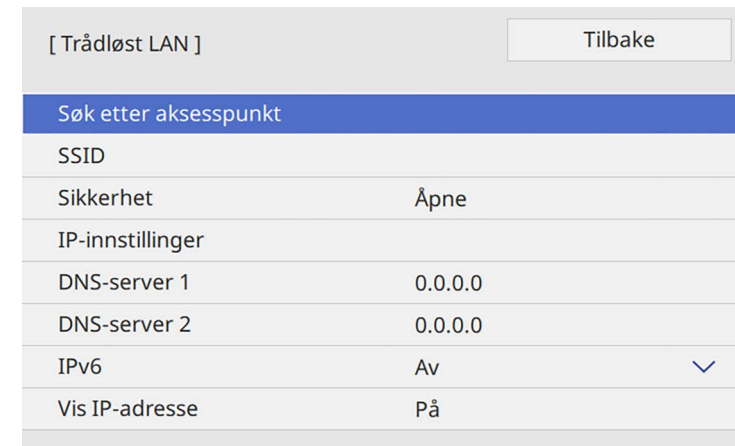 [ Trådløst LAN ]
Tilbake
Søk etter aksesspunkt
SSID
Sikkerhet Åpne
IP-innstillinger
DNS-server 1 0.0.0.0
DNS-server 2 0.0.0.0
IPv6 Av
Vis IP-adresse På